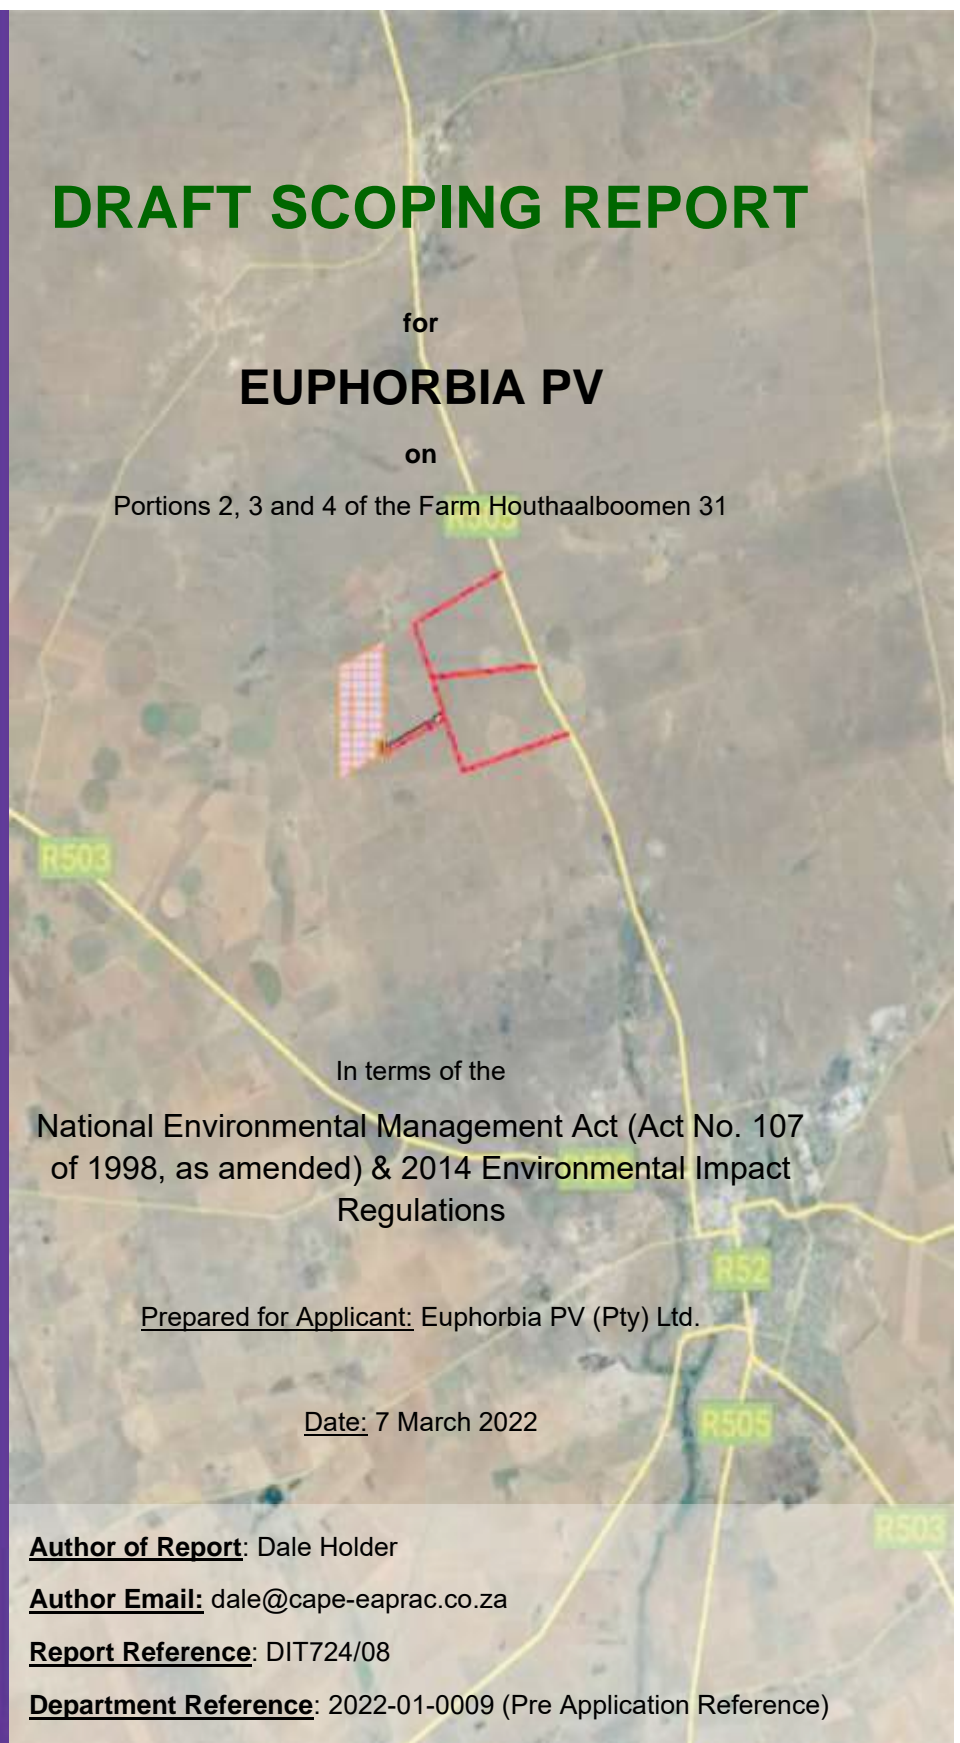 DRAFT SCOPING REPORT
for
EUPHORBIA PV
on
Portions 2, 3 and 4 of the Farm Houthaalboomen 31
R505
R503
In terms of the
National Environmental Management Act (Act No. 107
of 1998, as amended) & 2014 Environmental Impact
Regulations
R52
Prepared for Applicant: Euphorbia PV (Pty) Ltd.
Date: 7 March 2022
R505
R503
Author of Report: Dale Holder
Author Email: dale@cape-eaprac.co.za
Report Reference: DIT724/08
Department Reference: 2022-01-0009 (Pre Application Reference)